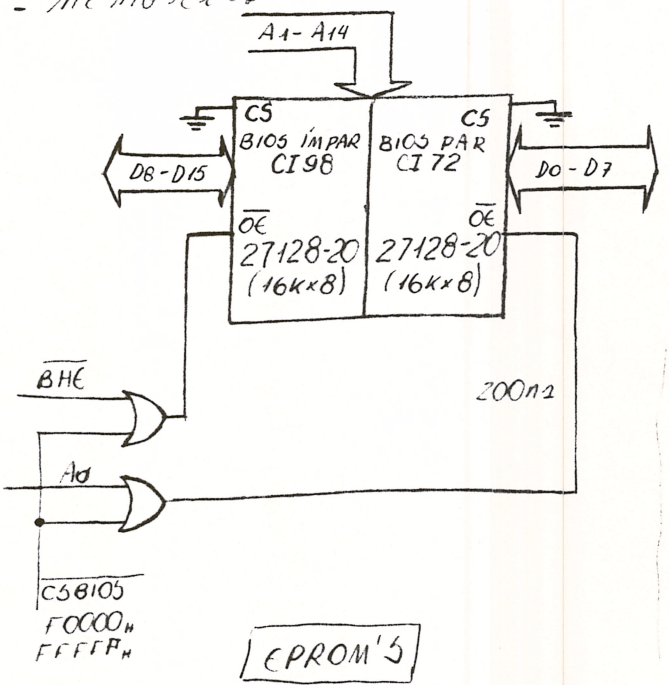 A1-A14
CS
BIOS ÍMPAR
CI 98
CS
BIOS PAR
CI 72
D8-D15
D0-D7
OE
27128-20
(16K×8)
OE
27128-20
(16K×8)
BHE
200ns
A0
CSBIOS
F0000H
FFFFFH
EPROM'S